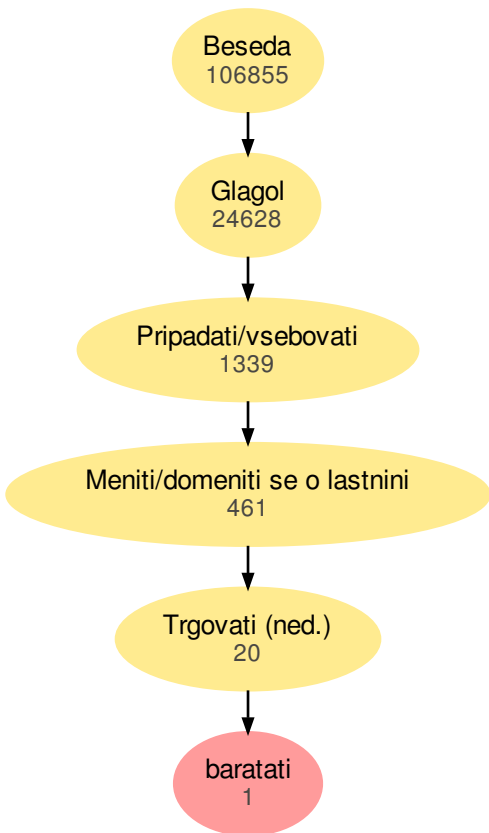 Beseda
106855
Glagol
24628
Pripadati/vsebovati
1339
Meniti/domeniti se o lastnini
461
Trgovati (ned.)
20
baratati
1